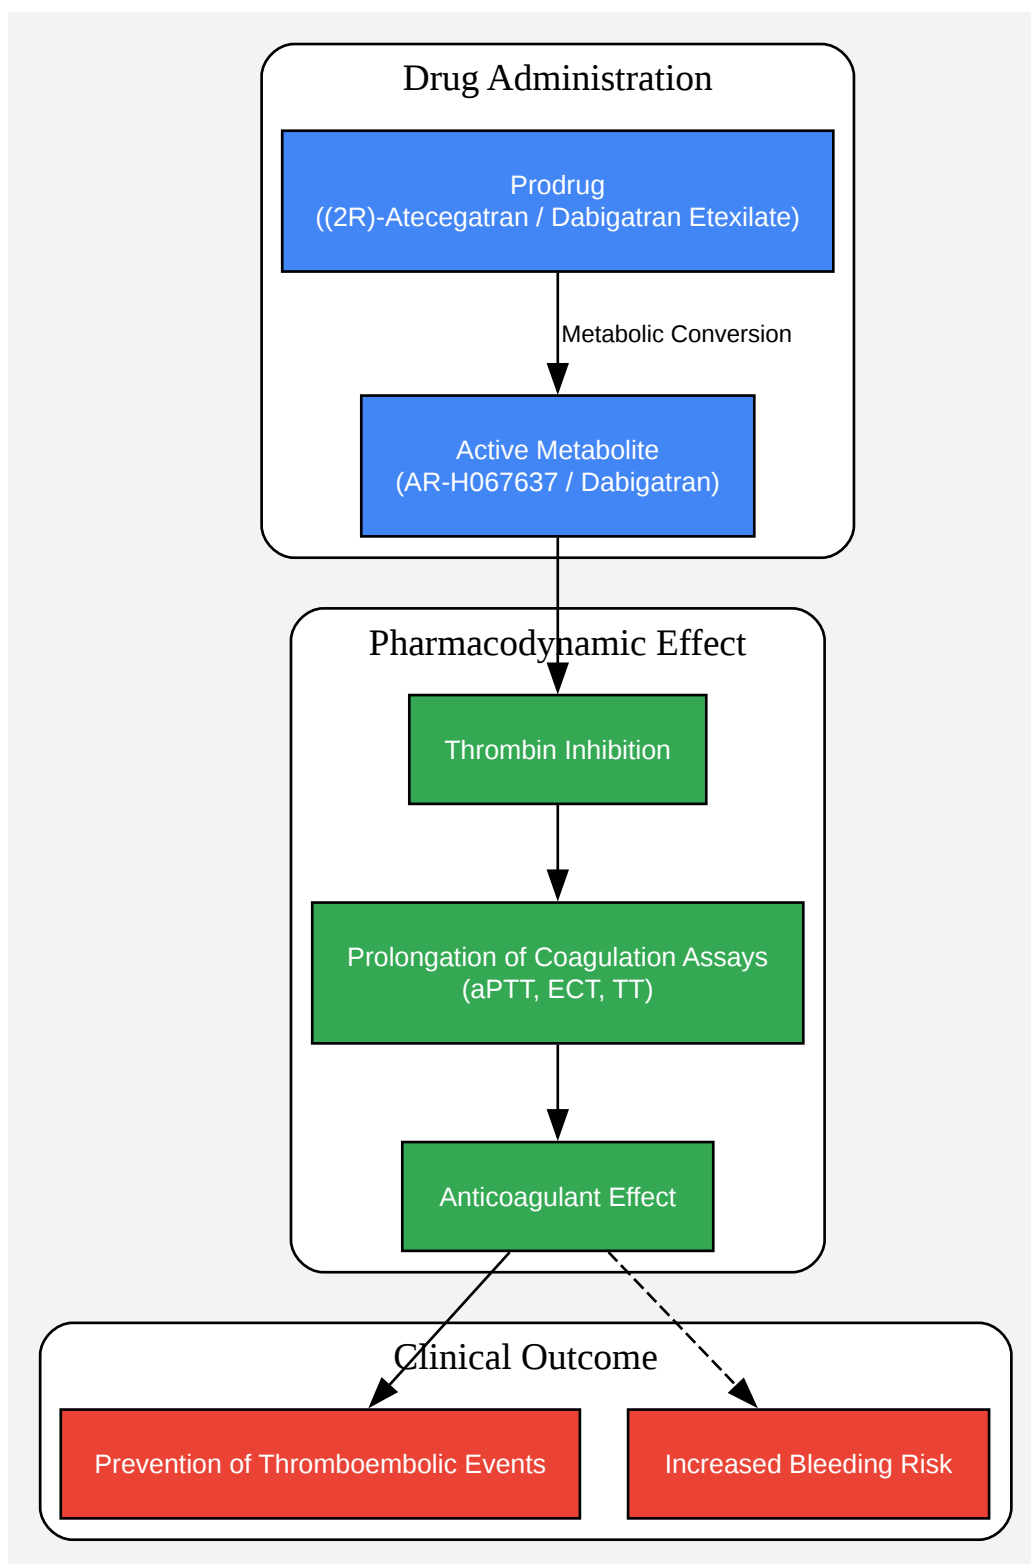 Drug Administration
Prodrug
((2R)-Atecegatran / Dabigatran Etexilate)
Metabolic Conversion
Active Metabolite
(AR-H067637 / Dabigatran)
Pharmacodynamic Effect
Thrombin Inhibition
Prolongation of Coagulation Assays
(aPTT, ECT, TT)
Anticoagulant Effect
Clinical Outcome
Prevention of Thromboembolic Events
Increased Bleeding Risk